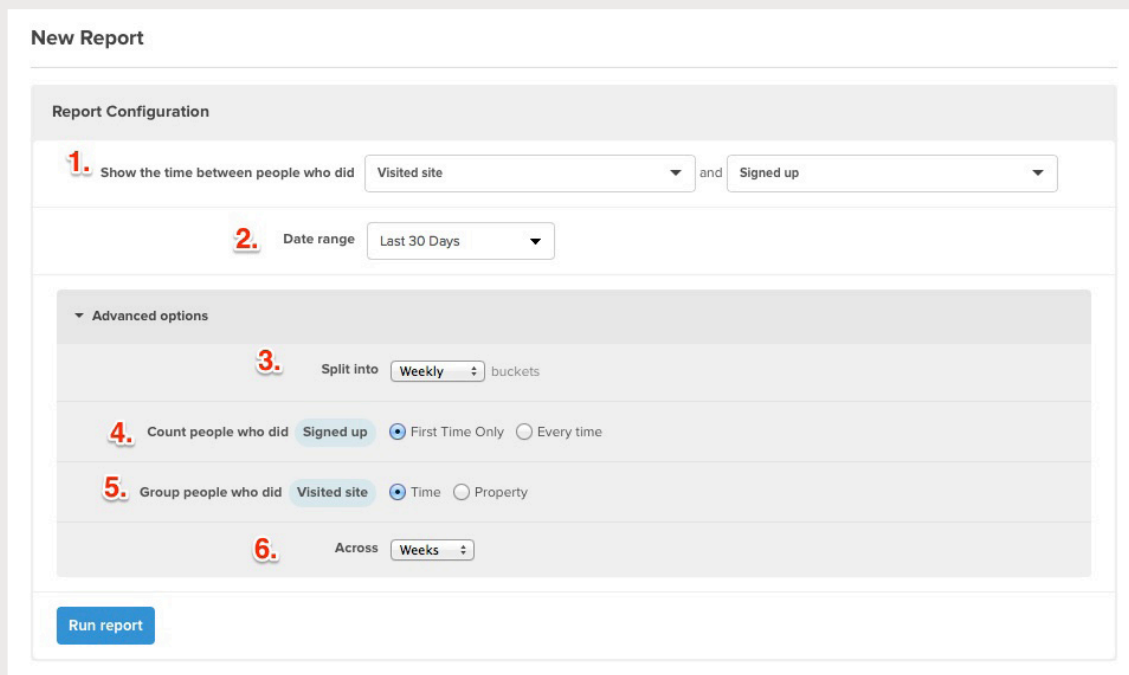 New Report
Report Configuration
1. Show the time between people who did Visited site and Signed up
2. Date range Last 30 Days
Advanced options
3. Split into Weekly buckets
4. Count people who did Signed up First Time Only Every time
5. Group people who did Visited site Time Property
6. Across Weeks
Run report